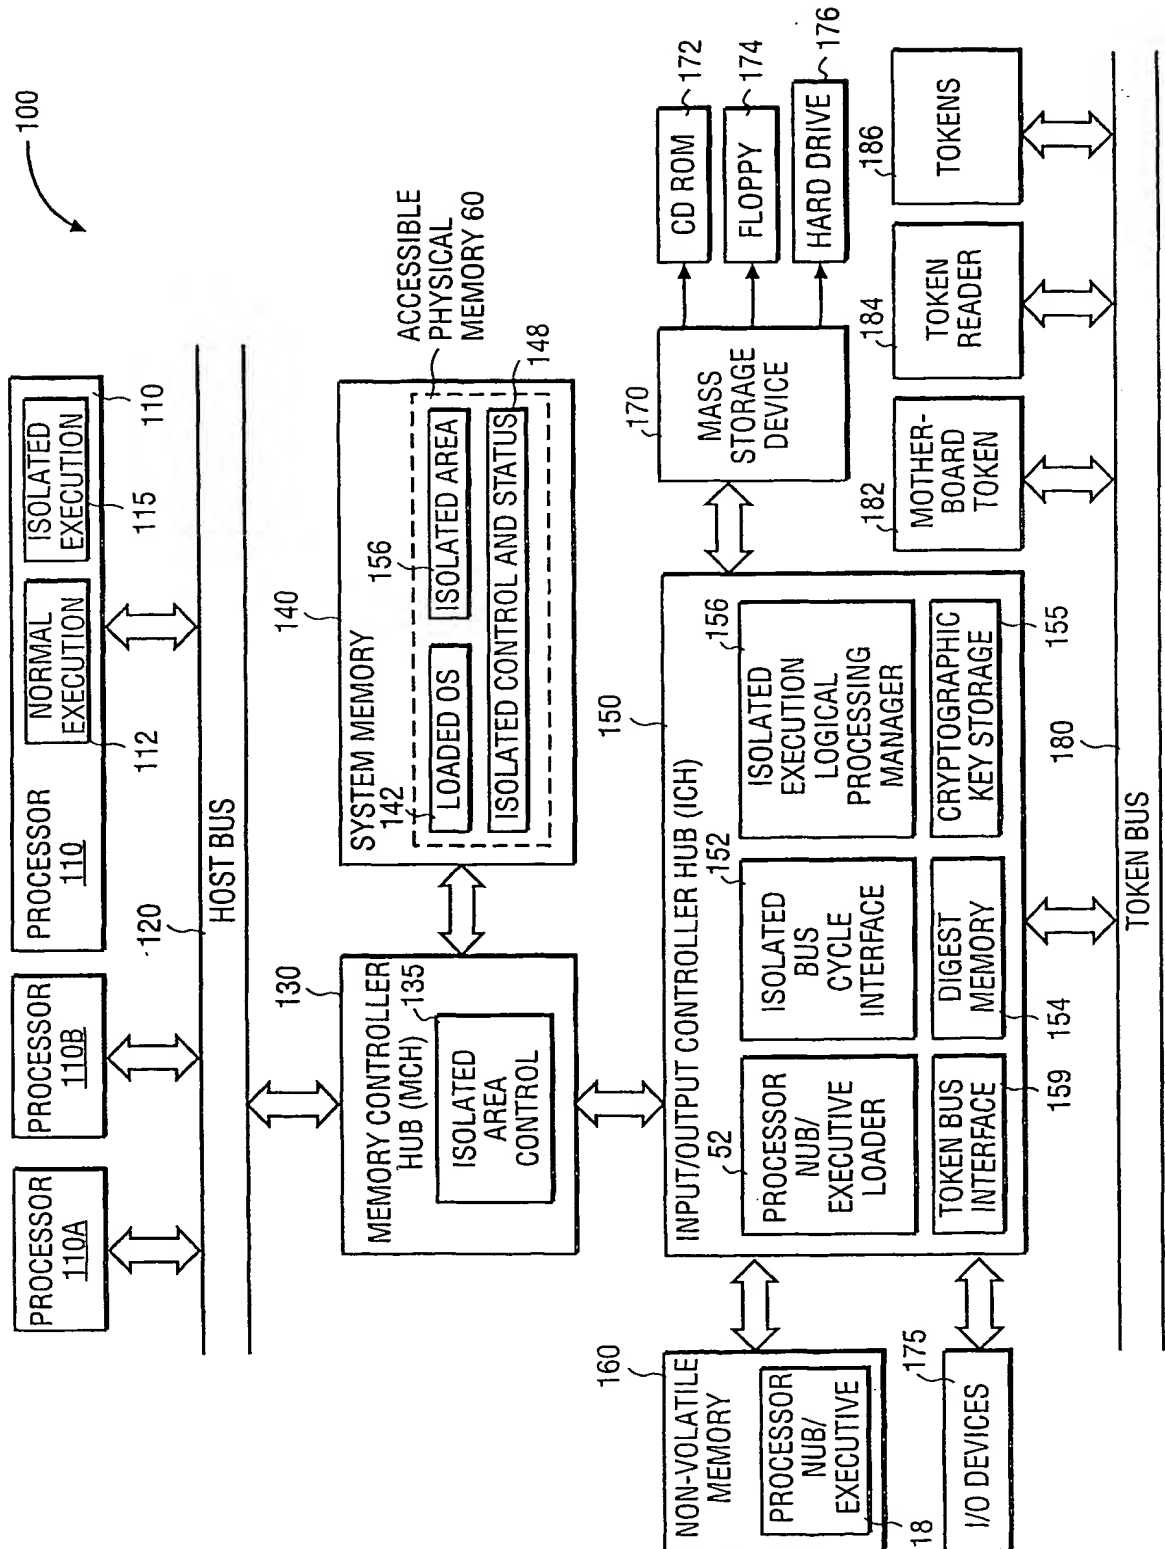 100
PROCESSOR
110A
PROCESSOR
110B
PROCESSOR
110
NORMAL
EXECUTION
112
ISOLATED
EXECUTION
115
110
120
HOST BUS
130
MEMORY CONTROLLER
HUB (MCH)
135
ISOLATED
AREA
CONTROL
140
SYSTEM MEMORY
142
LOADED OS
156
ISOLATED AREA
ISOLATED CONTROL AND STATUS
148
ACCESSIBLE
PHYSICAL
MEMORY 60
150
INPUT/OUTPUT CONTROLLER HUB (ICH)
52
PROCESSOR
NUB/
EXECUTIVE
LOADER
152
ISOLATED
BUS
CYCLE
INTERFACE
156
ISOLATED
EXECUTION
LOGICAL
PROCESSING
MANAGER
TOKEN BUS
INTERFACE
159
DIGEST
MEMORY
154
CRYPTOGRAPHIC
KEY STORAGE
155
160
NON-VOLATILE
MEMORY
PROCESSOR
NUB/
EXECUTIVE
18
175
I/O DEVICES
170
MASS
STORAGE
DEVICE
CD ROM
172
FLOPPY
174
HARD DRIVE
176
182
MOTHER-
BOARD
TOKEN
184
TOKEN
READER
186
TOKENS
180
TOKEN BUS